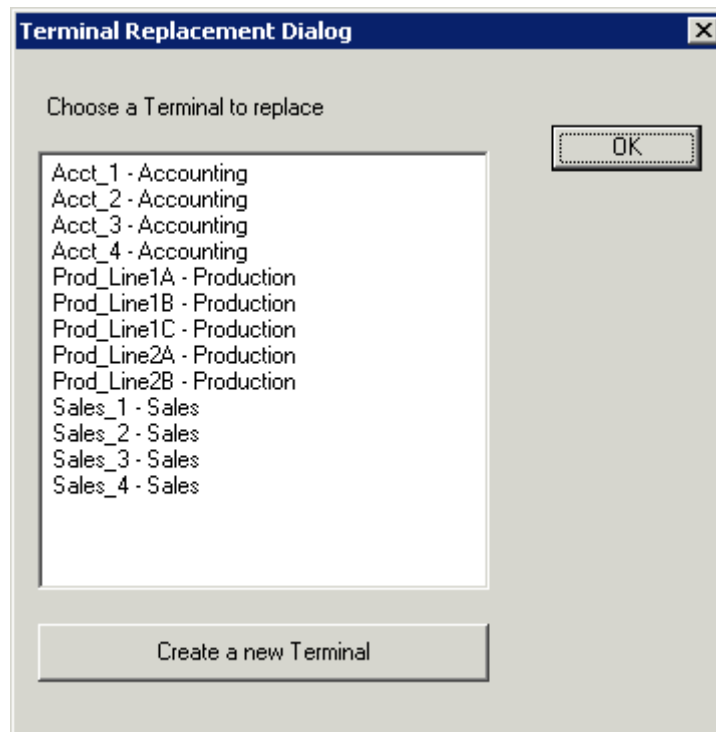 Terminal Replacement Dialog
Choose a Terminal to replace
OK
Acct_1 - Accounting
Acct_2 - Accounting
Acct_3 - Accounting
Acct_4 - Accounting
Prod_Line1A - Production
Prod_Line1B - Production
Prod_Line1C - Production
Prod_Line2A - Production
Prod_Line2B - Production
Sales_1 - Sales
Sales_2 - Sales
Sales_3 - Sales
Sales_4 - Sales
Create a new Terminal